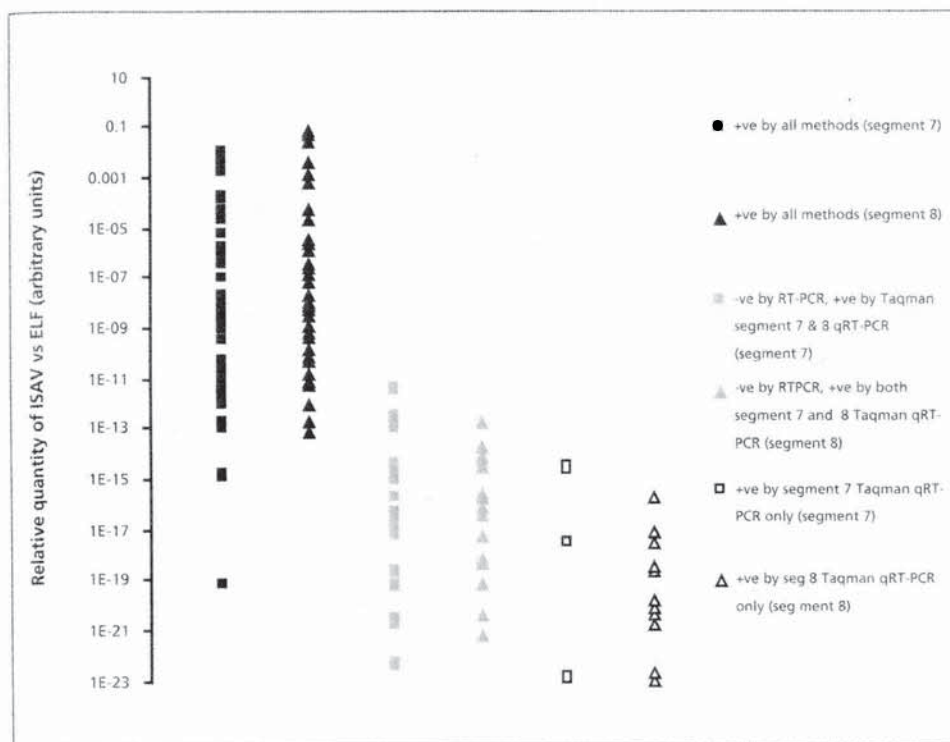 Relative quantity of ISAV vs ELF (arbitrary units)
10
0.1
0.001
1E-05
1E-07
1E-09
1E-11
1E-13
1E-15
1E-17
1E-19
1E-21
1E-23
+ve by all methods (segment 7)
+ve by all methods (segment 8)
-ve by RT-PCR, +ve by Taqman
segment 7 & 8 qRT-PCR
(segment 7)
-ve by RTPCR, +ve by both
segment 7 and 8 Taqman qRT-
PCR (segment 8)
+ve by segment 7 Taqman qRT-
PCR only (segment 7)
+ve by seg 8 Taqman qRT-PCR
only (seg ment 8)